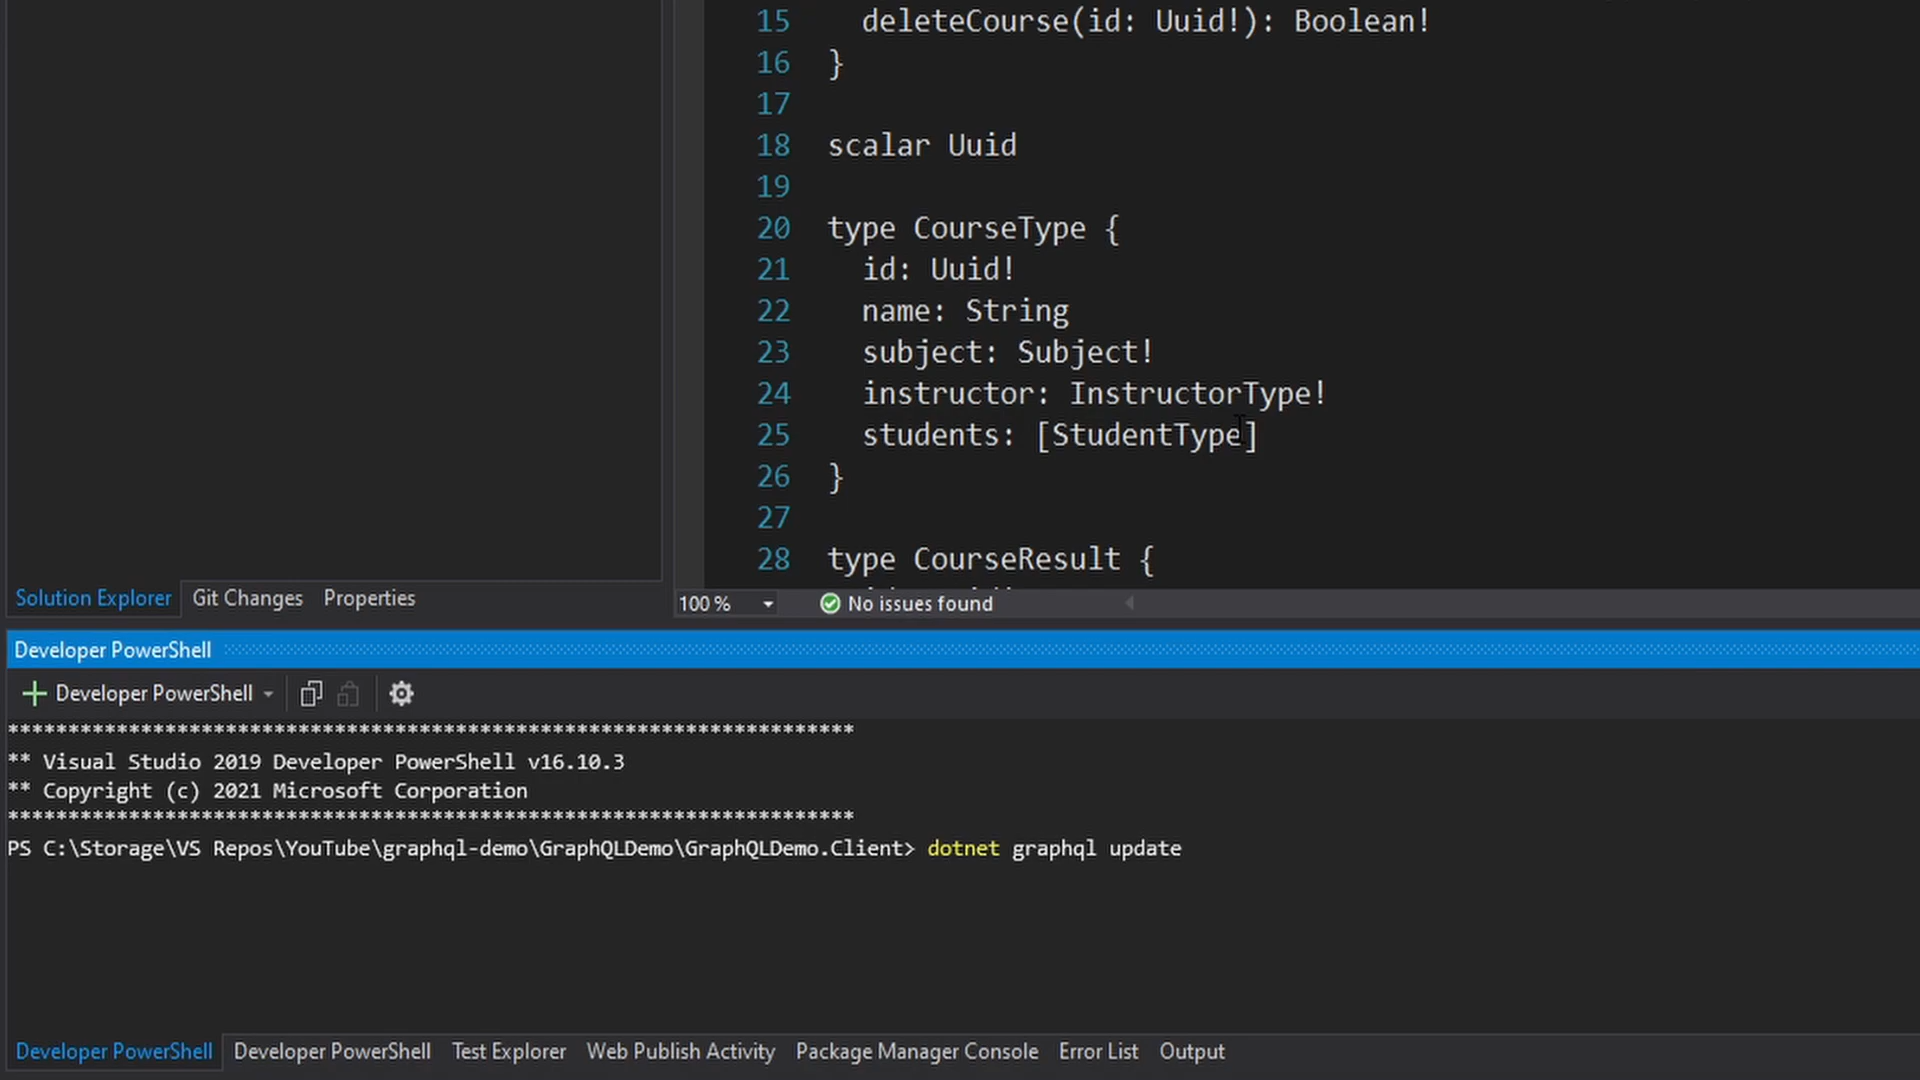 15 deleteCourse(id: Uuid!): Boolean!
16 }
17
18 scalar Uuid
19
20 type CourseType {
21 id: Uuid!
22 name: String
23 subject: Subject!
24 instructor: InstructorType!
25 students: [StudentType]
26 }
27
28 type CourseResult {
Solution Explorer Git Changes Properties
100 % No issues found
Developer PowerShell
Developer PowerShell
**********************************************************************
** Visual Studio 2019 Developer PowerShell v16.10.3
** Copyright (c) 2021 Microsoft Corporation
**********************************************************************
PS C:\Storage\VS Repos\YouTube\graphql-demo\GraphQLDemo\GraphQLDemo.Client> dotnet graphql update
Developer PowerShell Developer PowerShell Test Explorer Web Publish Activity Package Manager Console Error List Output